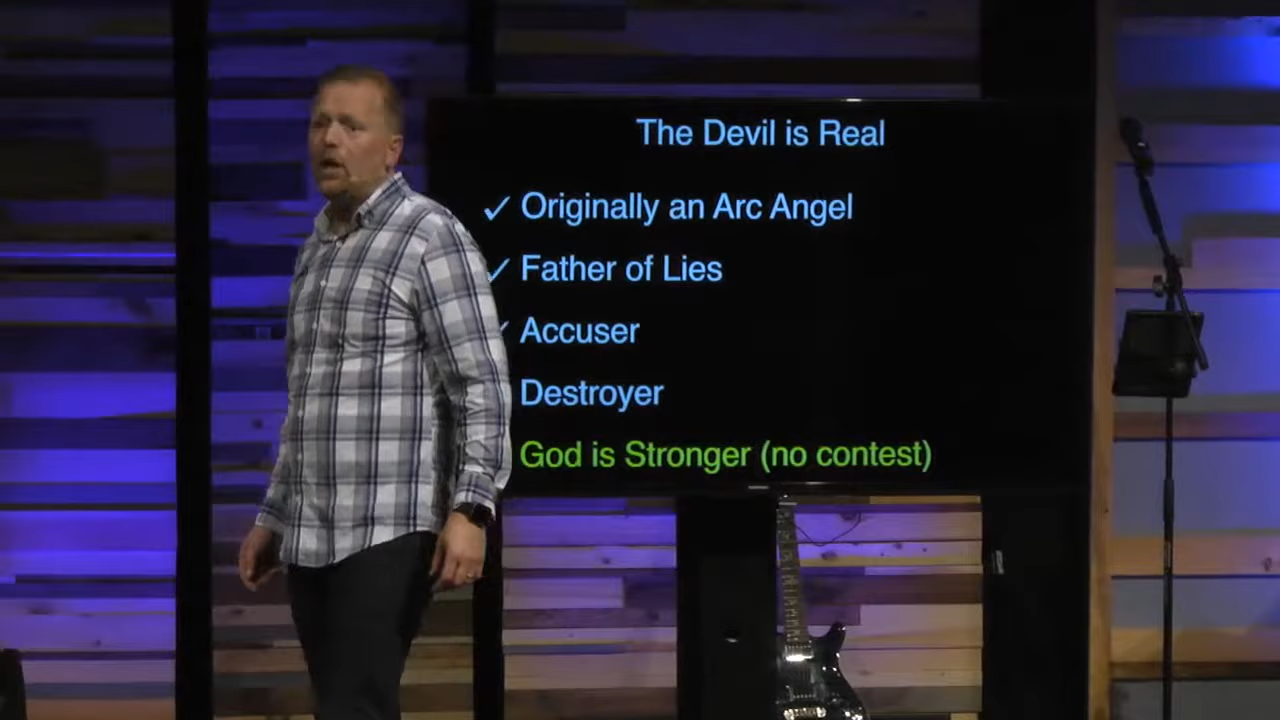 The Devil is Real
✓ Originally an Arc Angel
✓ Father of Lies
✓ Accuser
Destroyer
God is Stronger (no contest)